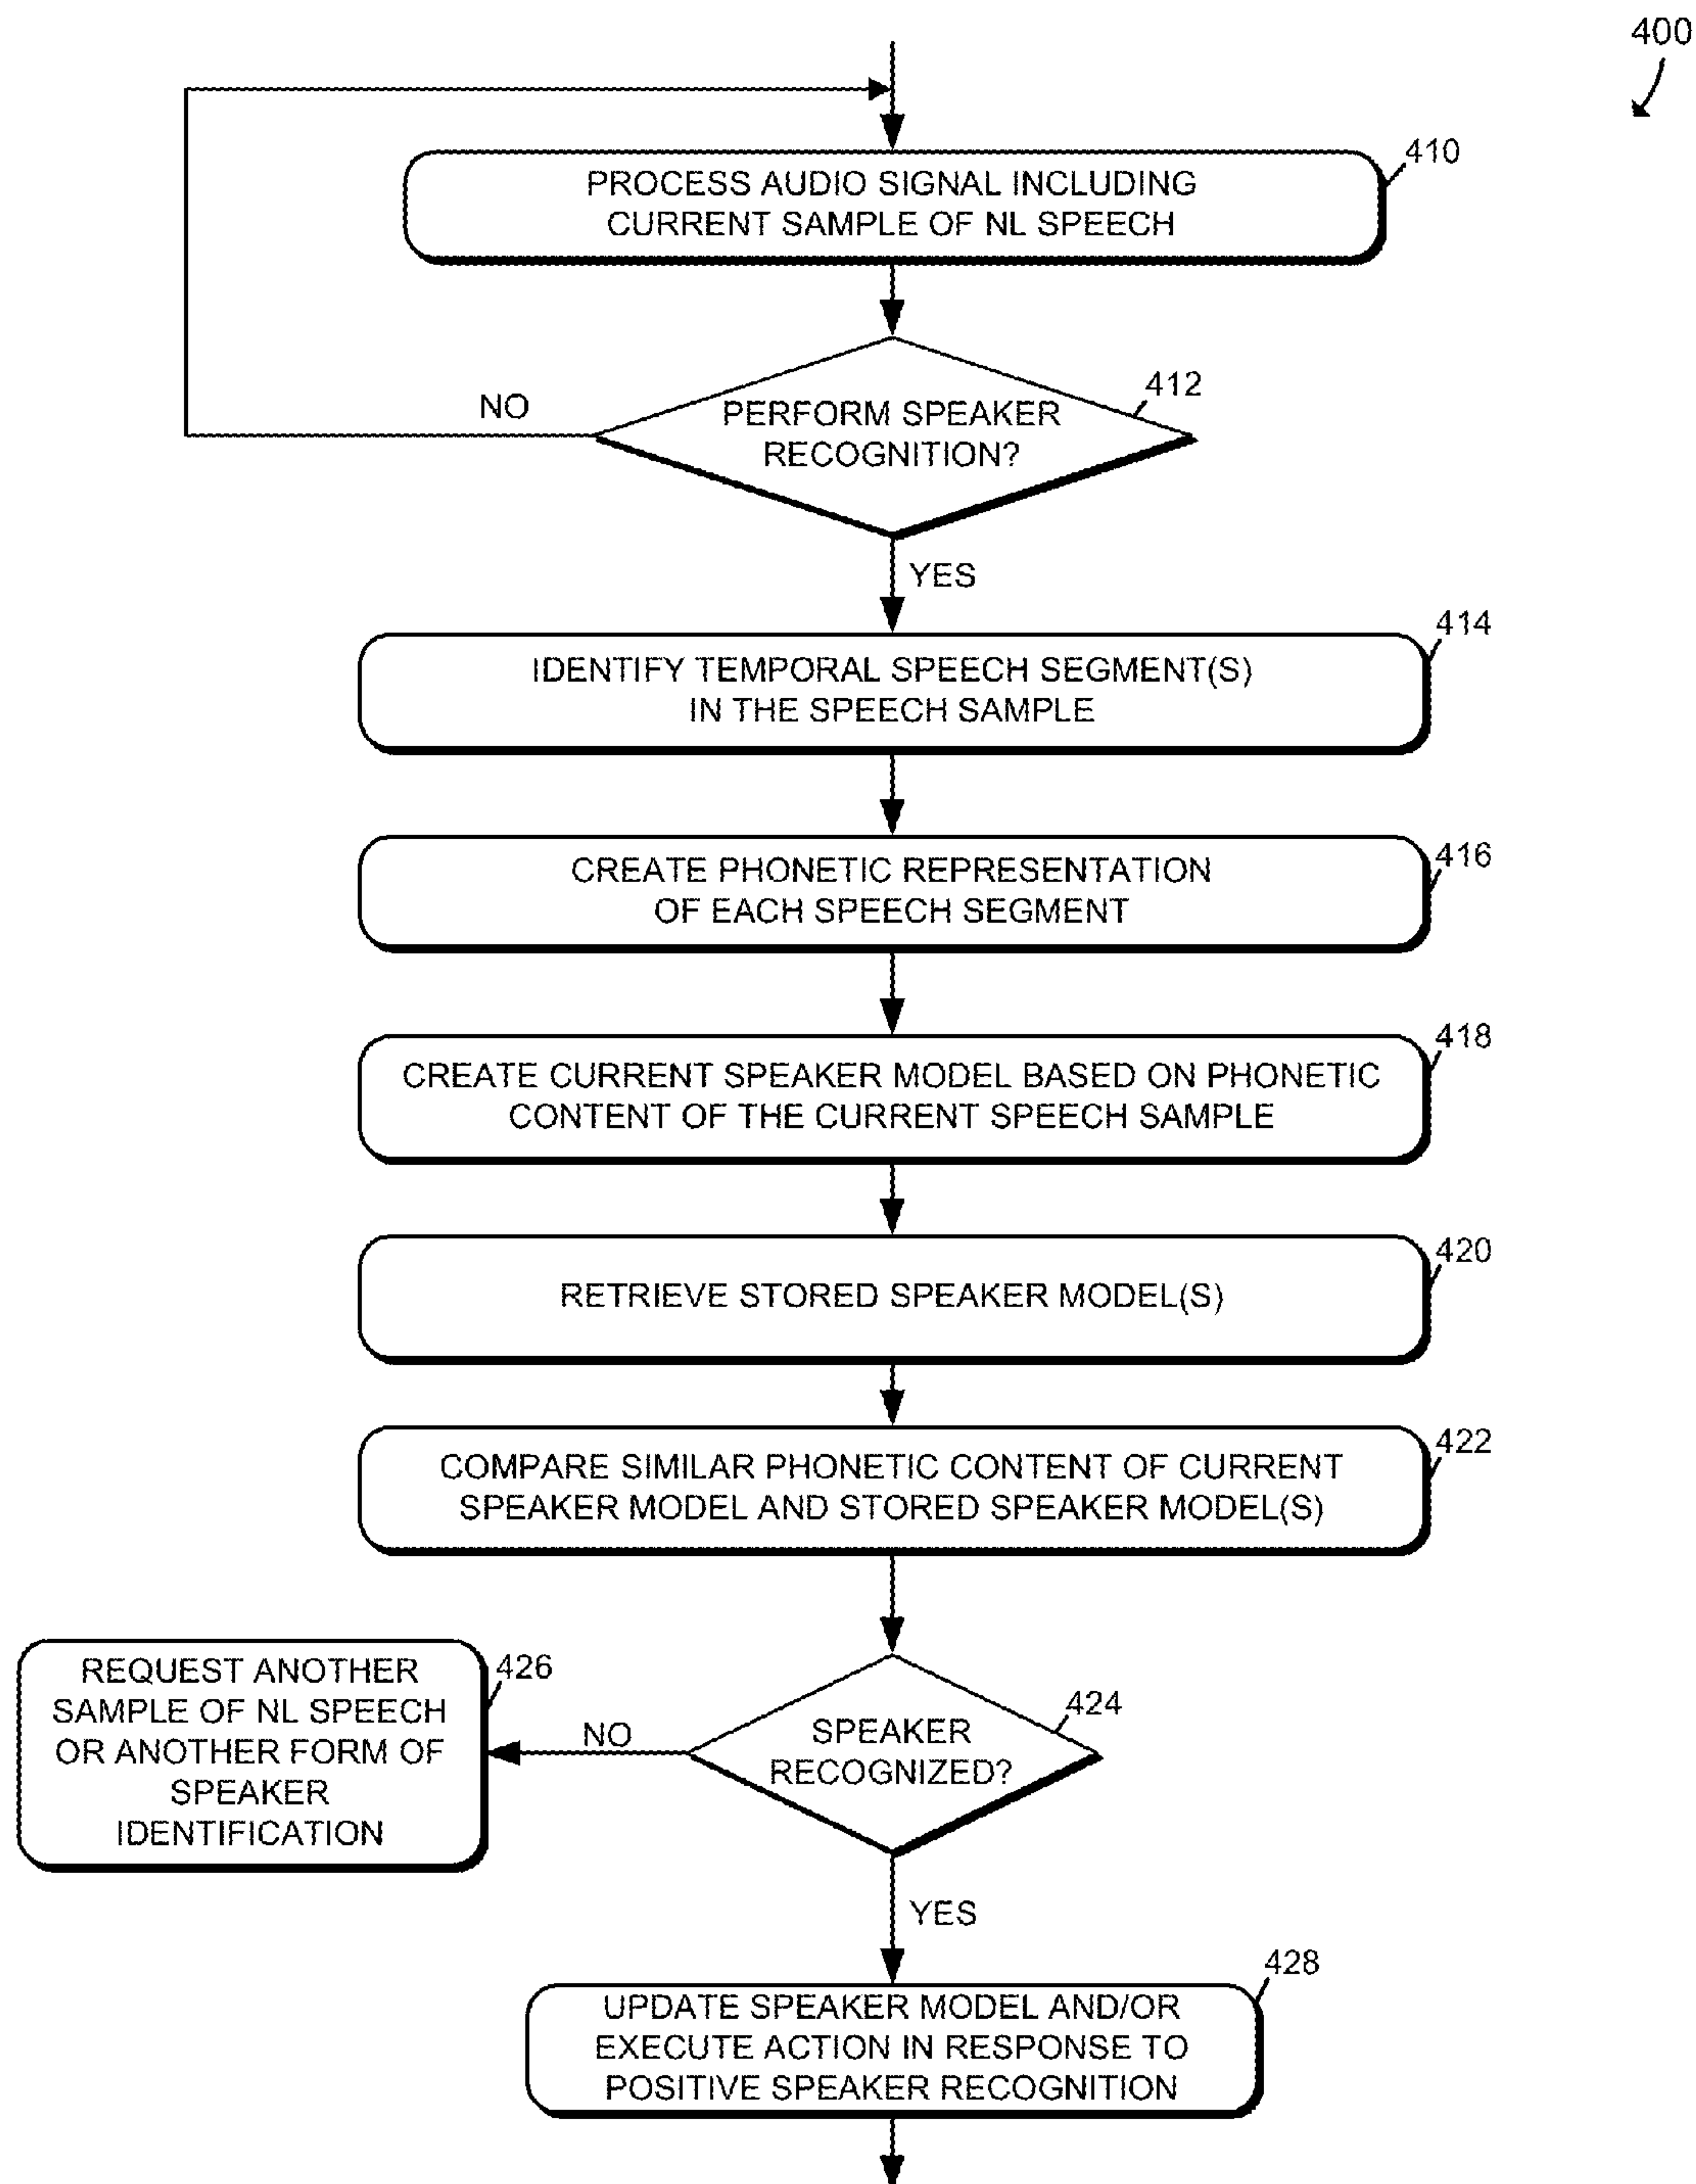 400
PROCESS AUDIO SIGNAL INCLUDING
CURRENT SAMPLE OF NL SPEECH
410
NO
PERFORM SPEAKER
RECOGNITION?
412
YES
IDENTIFY TEMPORAL SPEECH SEGMENT(S)
IN THE SPEECH SAMPLE
414
CREATE PHONETIC REPRESENTATION
OF EACH SPEECH SEGMENT
416
CREATE CURRENT SPEAKER MODEL BASED ON PHONETIC
CONTENT OF THE CURRENT SPEECH SAMPLE
418
RETRIEVE STORED SPEAKER MODEL(S)
420
COMPARE SIMILAR PHONETIC CONTENT OF CURRENT
SPEAKER MODEL AND STORED SPEAKER MODEL(S)
422
SPEAKER
RECOGNIZED?
424
NO
REQUEST ANOTHER
SAMPLE OF NL SPEECH
OR ANOTHER FORM OF
SPEAKER
IDENTIFICATION
426
YES
UPDATE SPEAKER MODEL AND/OR
EXECUTE ACTION IN RESPONSE TO
POSITIVE SPEAKER RECOGNITION
428